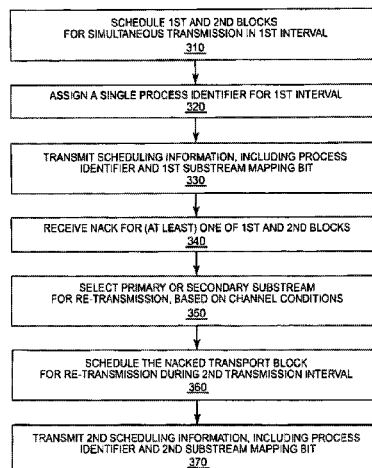 SCHEDULE 1ST AND 2ND BLOCKS
FOR SIMULTANEOUS TRANSMISSION IN 1ST INTERVAL
310
ASSIGN A SINGLE PROCESS IDENTIFIER FOR 1ST INTERVAL
320
TRANSMIT SCHEDULING INFORMATION, INCLUDING PROCESS
IDENTIFIER AND 1ST SUBSTREAM MAPPING BIT
330
RECEIVE NACK FOR (AT LEAST) ONE OF 1ST AND 2ND BLOCKS
340
SELECT PRIMARY OR SECONDARY SUBSTREAM
FOR RE-TRANSMISSION, BASED ON CHANNEL CONDITIONS
350
SCHEDULE THE NACKED TRANSPORT BLOCK
FOR RE-TRANSMISSION DURING 2ND TRANSMISSION INTERVAL
360
TRANSMIT 2ND SCHEDULING INFORMATION, INCLUDING PROCESS
IDENTIFIER AND 2ND SUBSTREAM MAPPING BIT
370